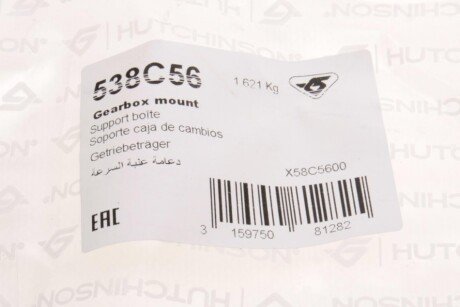 HUTCHINSON
538C56
1 621 Kg
Gearbox mount
Support boîte
Soporte caja de cambios
Getriebeträger
دعامة علبة السرعة
X58C5600
EAC
3 159750 81282
HUTCHINSON